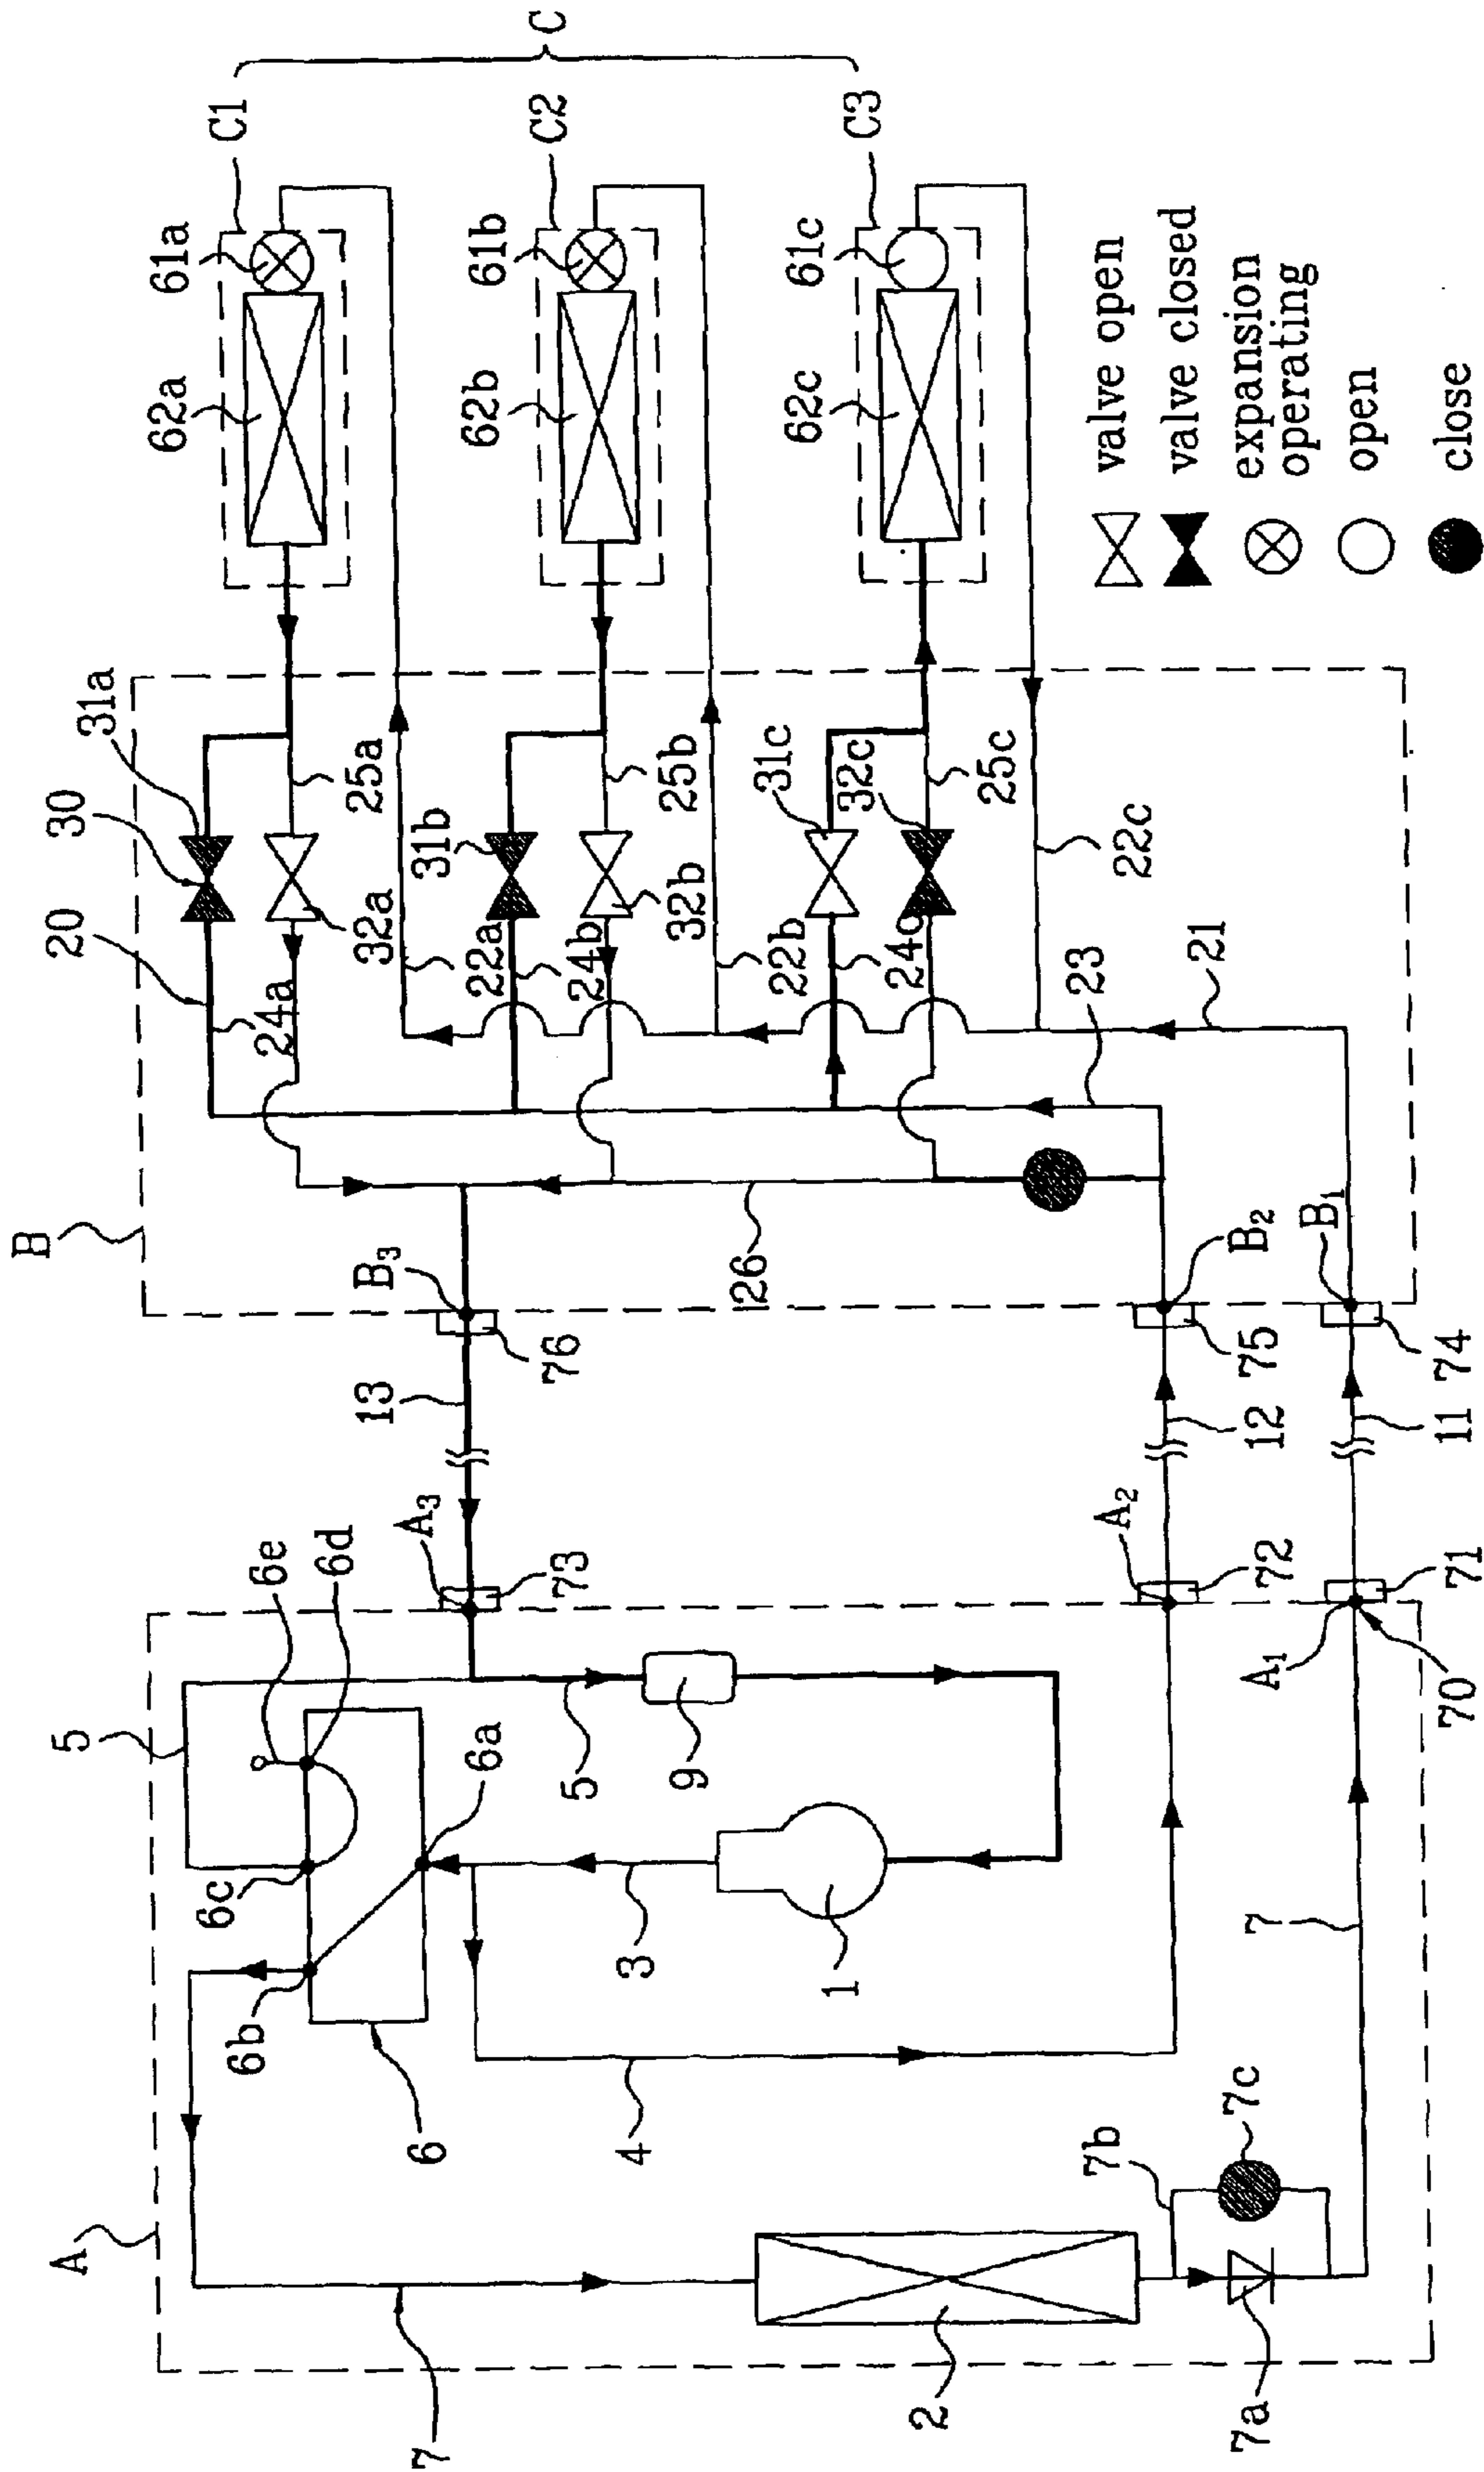 A
B
5
20
30
31a
6b
6c
6e
6d
24a
62a
61a
C1
7
6
6a
A3
13
B3
32a
25a
5
73
76
22a
31b
62b
61b
C2
C
3
4
9
24b
32b
25b
26
22b
31c
1
24c
32c
62c
61c
C3
2
25c
7b
A2
23
22c
valve open
12
B2
21
valve closed
7a
7c
7
A1
72
75
B1
expansion
operating
open
70
71
11
74
close